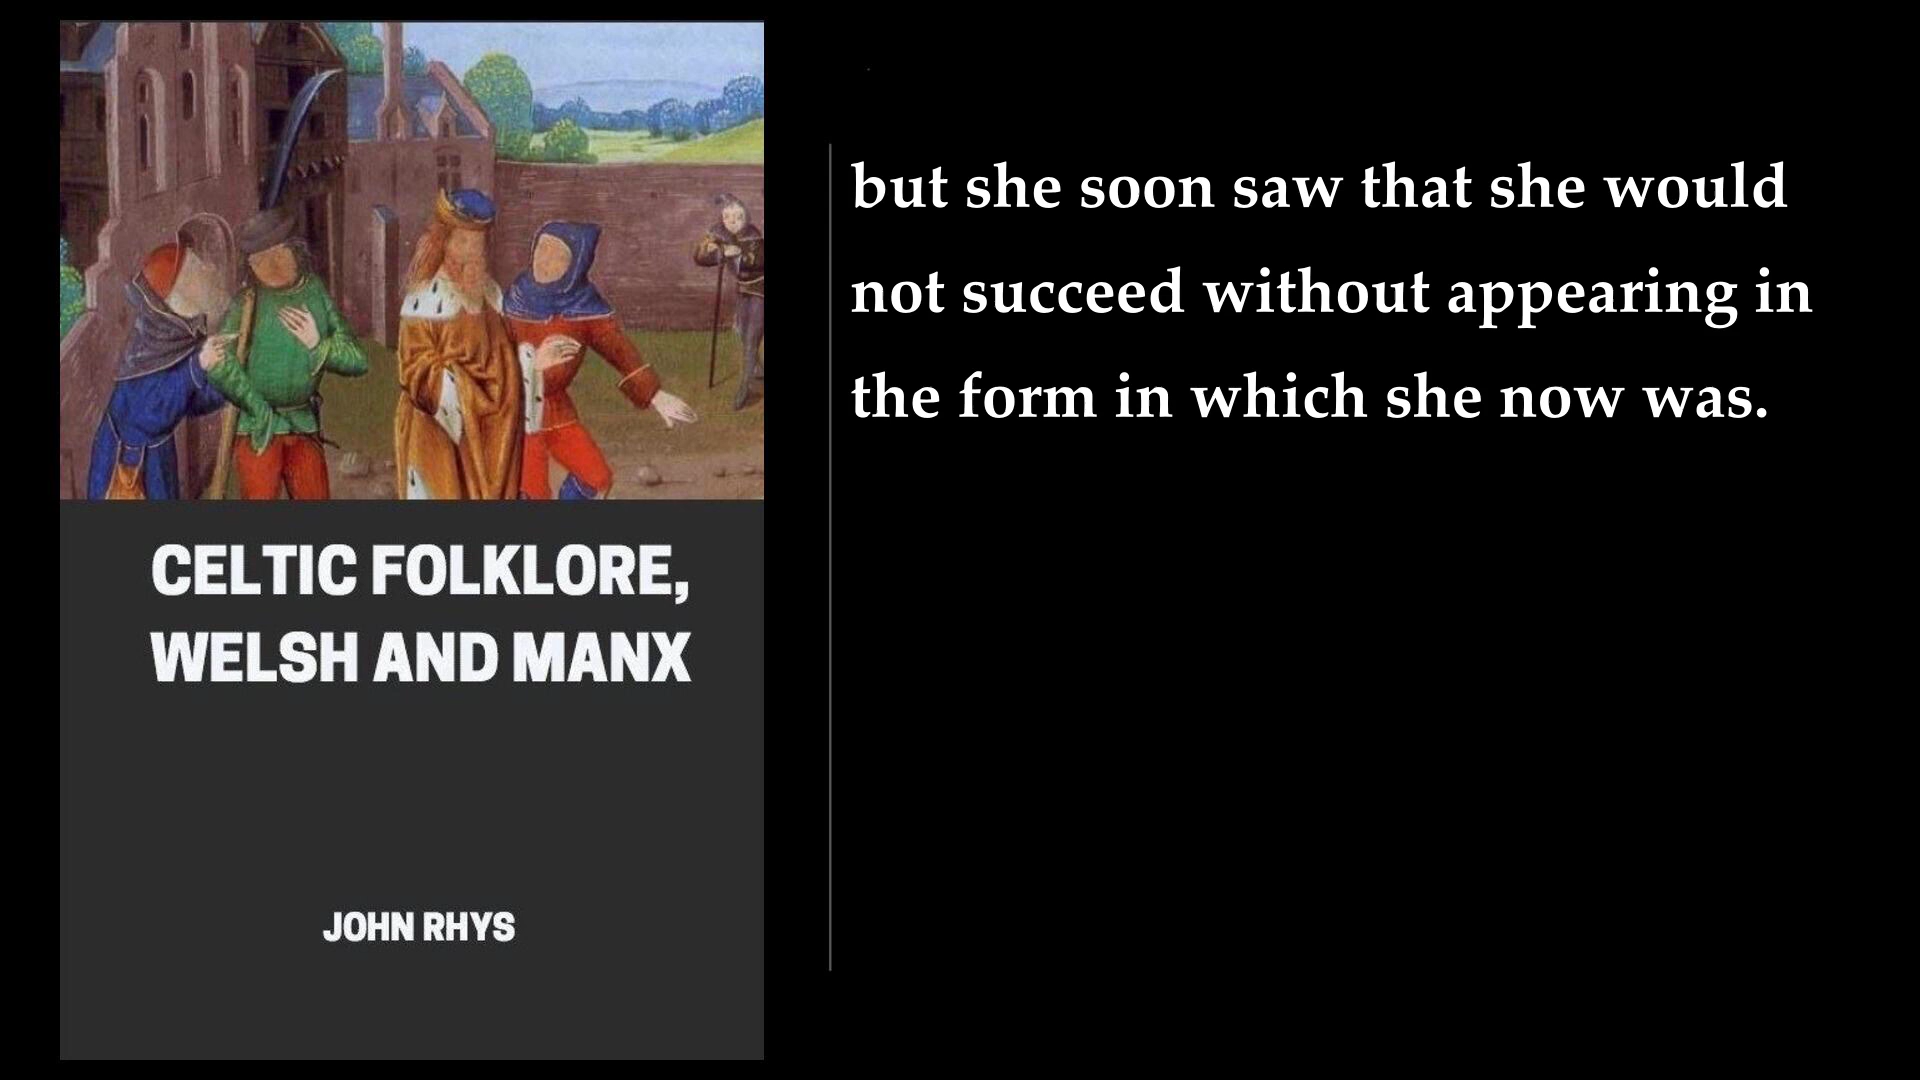 CELTIC FOLKLORE,
WELSH AND MANX
JOHN RHYS
but she soon saw that she would
not succeed without appearing in
the form in which she now was.